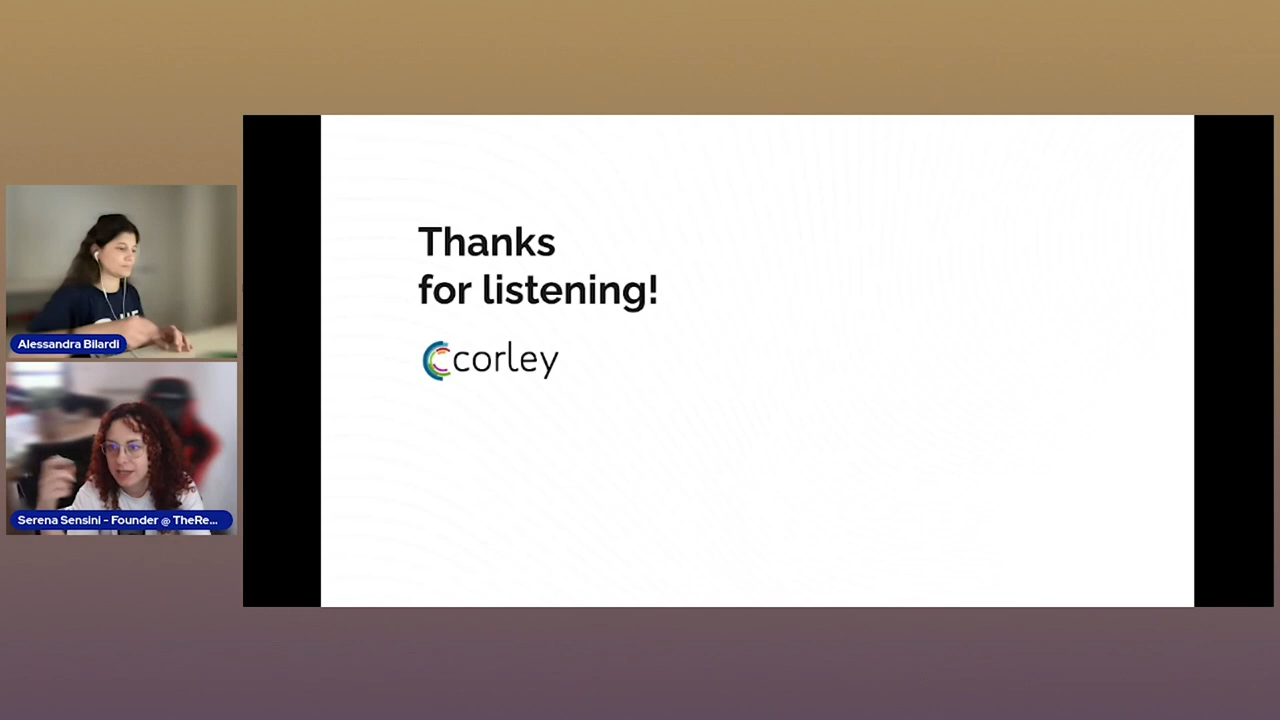 Thanks
for listening!
corley
Alessandra Bilardi
Serena Sensini - Founder @ TheRe...